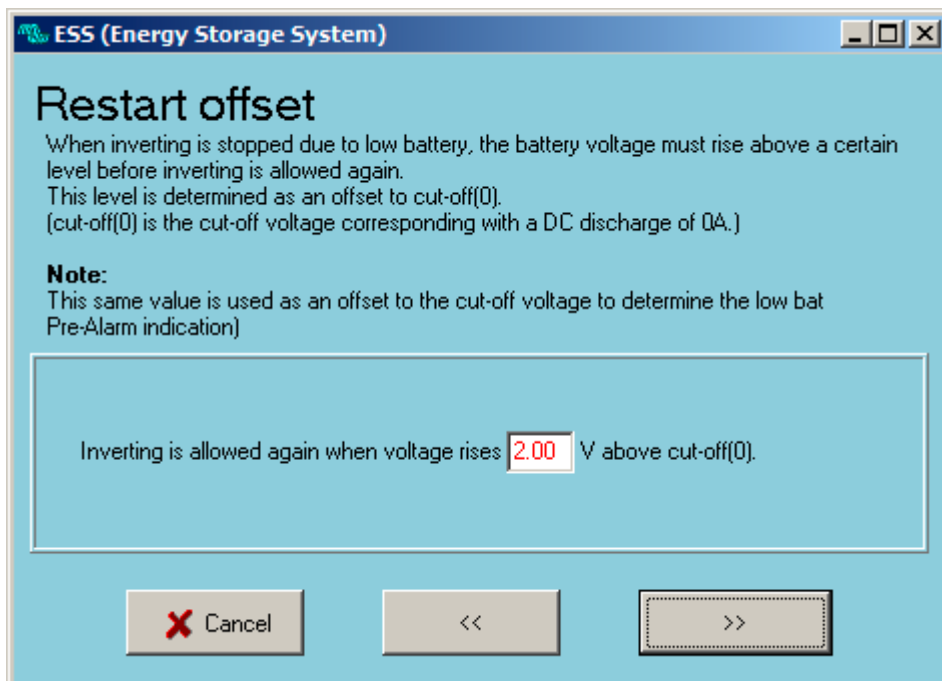 ESS (Energy Storage System)
Restart offset
When inverting is stopped due to low battery, the battery voltage must rise above a certain
level before inverting is allowed again.
This level is determined as an offset to cut-off(0).
(cut-off(0) is the cut-off voltage corresponding with a DC discharge of 0A.)
Note:
This same value is used as an offset to the cut-off voltage to determine the low bat
Pre-Alarm indication)
Inverting is allowed again when voltage rises 2.00 V above cut-off(0).
Cancel << >>